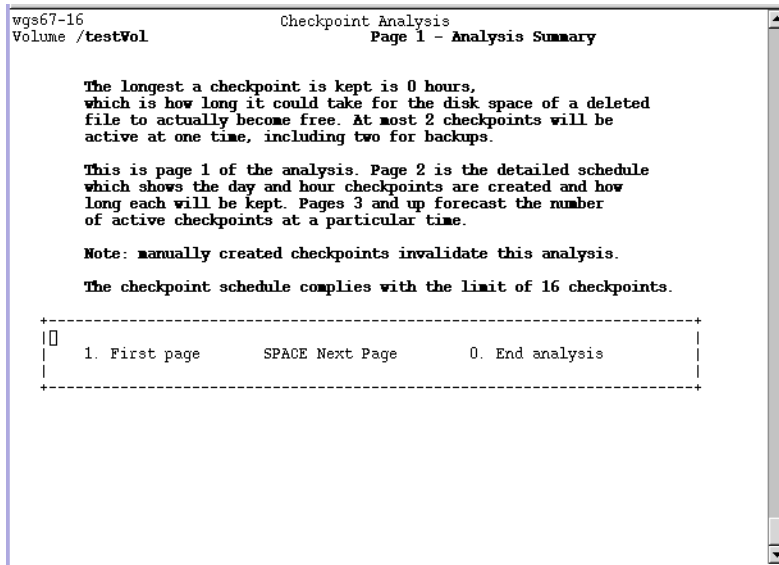 wgs67-16 Checkpoint Analysis
Volume /testVol Page 1 - Analysis Summary
The longest a checkpoint is kept is 0 hours,
which is how long it could take for the disk space of a deleted
file to actually become free. At most 2 checkpoints will be
active at one time, including two for backups.
This is page 1 of the analysis. Page 2 is the detailed schedule
which shows the day and hour checkpoints are created and how
long each will be kept. Pages 3 and up forecast the number
of active checkpoints at a particular time.
Note: manually created checkpoints invalidate this analysis.
The checkpoint schedule complies with the limit of 16 checkpoints.
1. First page SPACE Next Page 0. End analysis